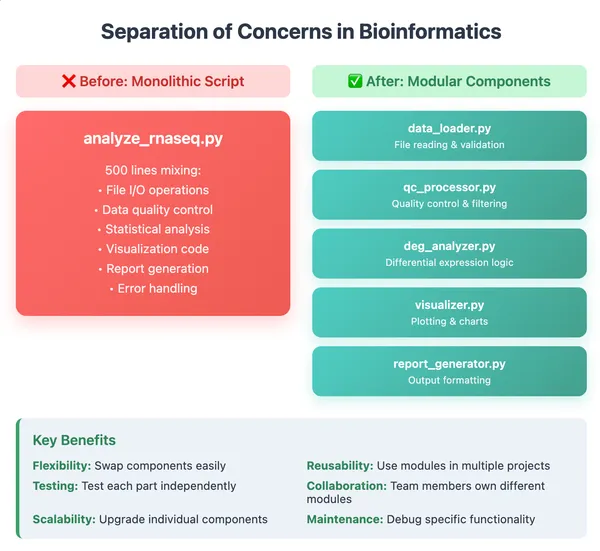 Separation of Concerns in Bioinformatics
❌ Before: Monolithic Script
analyze_rnaseq.py
500 lines mixing:
• File I/O operations
• Data quality control
• Statistical analysis
• Visualization code
• Report generation
• Error handling
✅ After: Modular Components
data_loader.py
File reading & validation
qc_processor.py
Quality control & filtering
deg_analyzer.py
Differential expression logic
visualizer.py
Plotting & charts
report_generator.py
Output formatting
Key Benefits
Flexibility: Swap components easily
Reusability: Use modules in multiple projects
Testing: Test each part independently
Collaboration: Team members own different
modules
Scalability: Upgrade individual components
Maintenance: Debug specific functionality